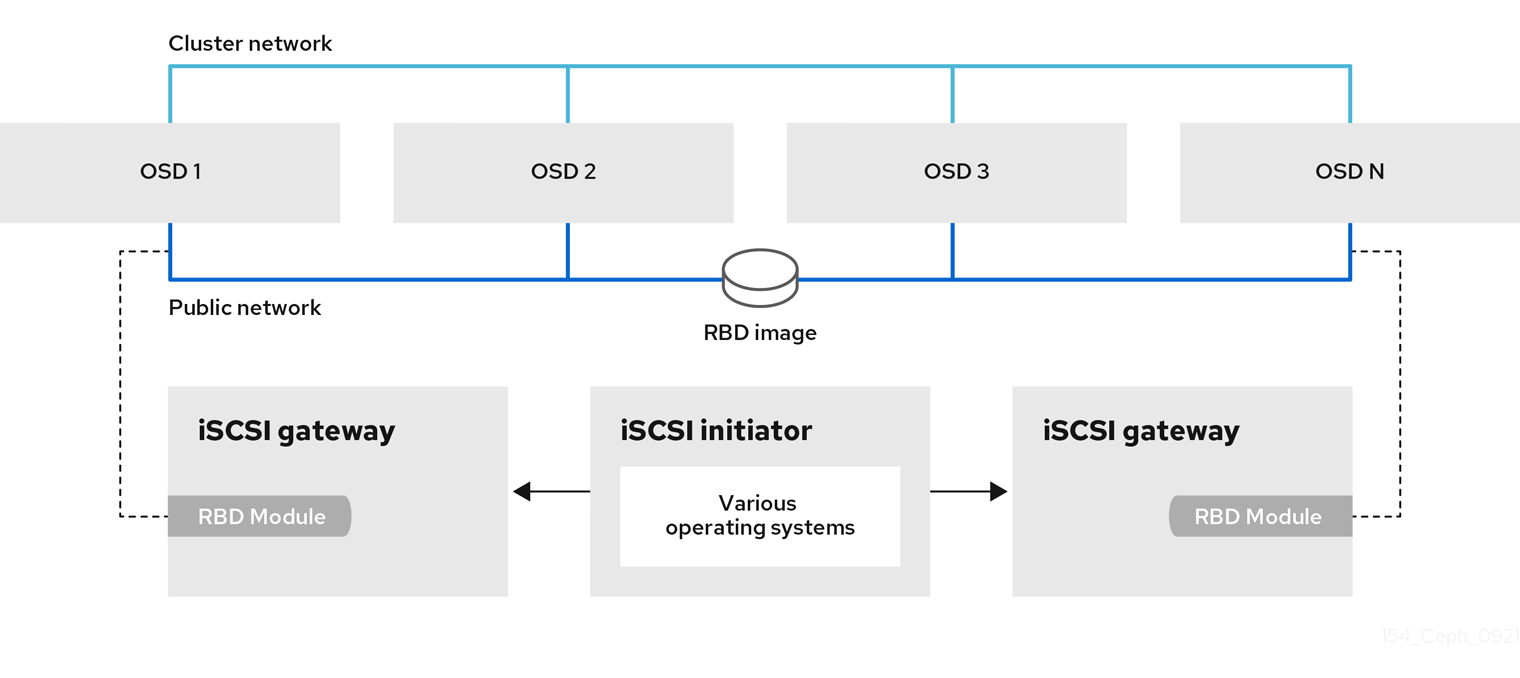 Cluster network
OSD 1
OSD 2
OSD 3
OSD N
Public network
RBD image
iSCSI gateway
RBD Module
iSCSI initiator
Various
operating systems
iSCSI gateway
RBD Module
154_Ceph_0921